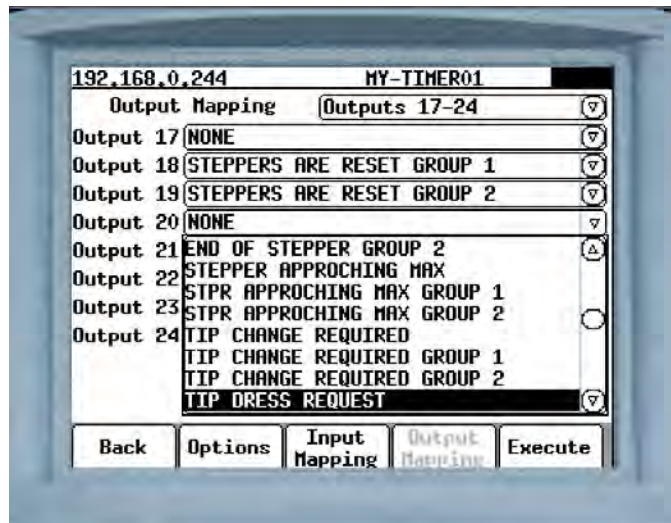 192.168.0.244 MY-TIMER01
Output Mapping Outputs 17-24
Output 17 NONE
Output 18 STEPPERS ARE RESET GROUP 1
Output 19 STEPPERS ARE RESET GROUP 2
Output 20 NONE
Output 21 END OF STEPPER GROUP 2
STEPPER APPROCHING MAX
Output 22
STPR APPROCHING MAX GROUP 1
Output 23 STPR APPROCHING MAX GROUP 2
Output 24 TIP CHANGE REQUIRED
TIP CHANGE REQUIRED GROUP 1
TIP CHANGE REQUIRED GROUP 2
TIP DRESS REQUEST
Back Options Input Mapping Output Mapping Execute